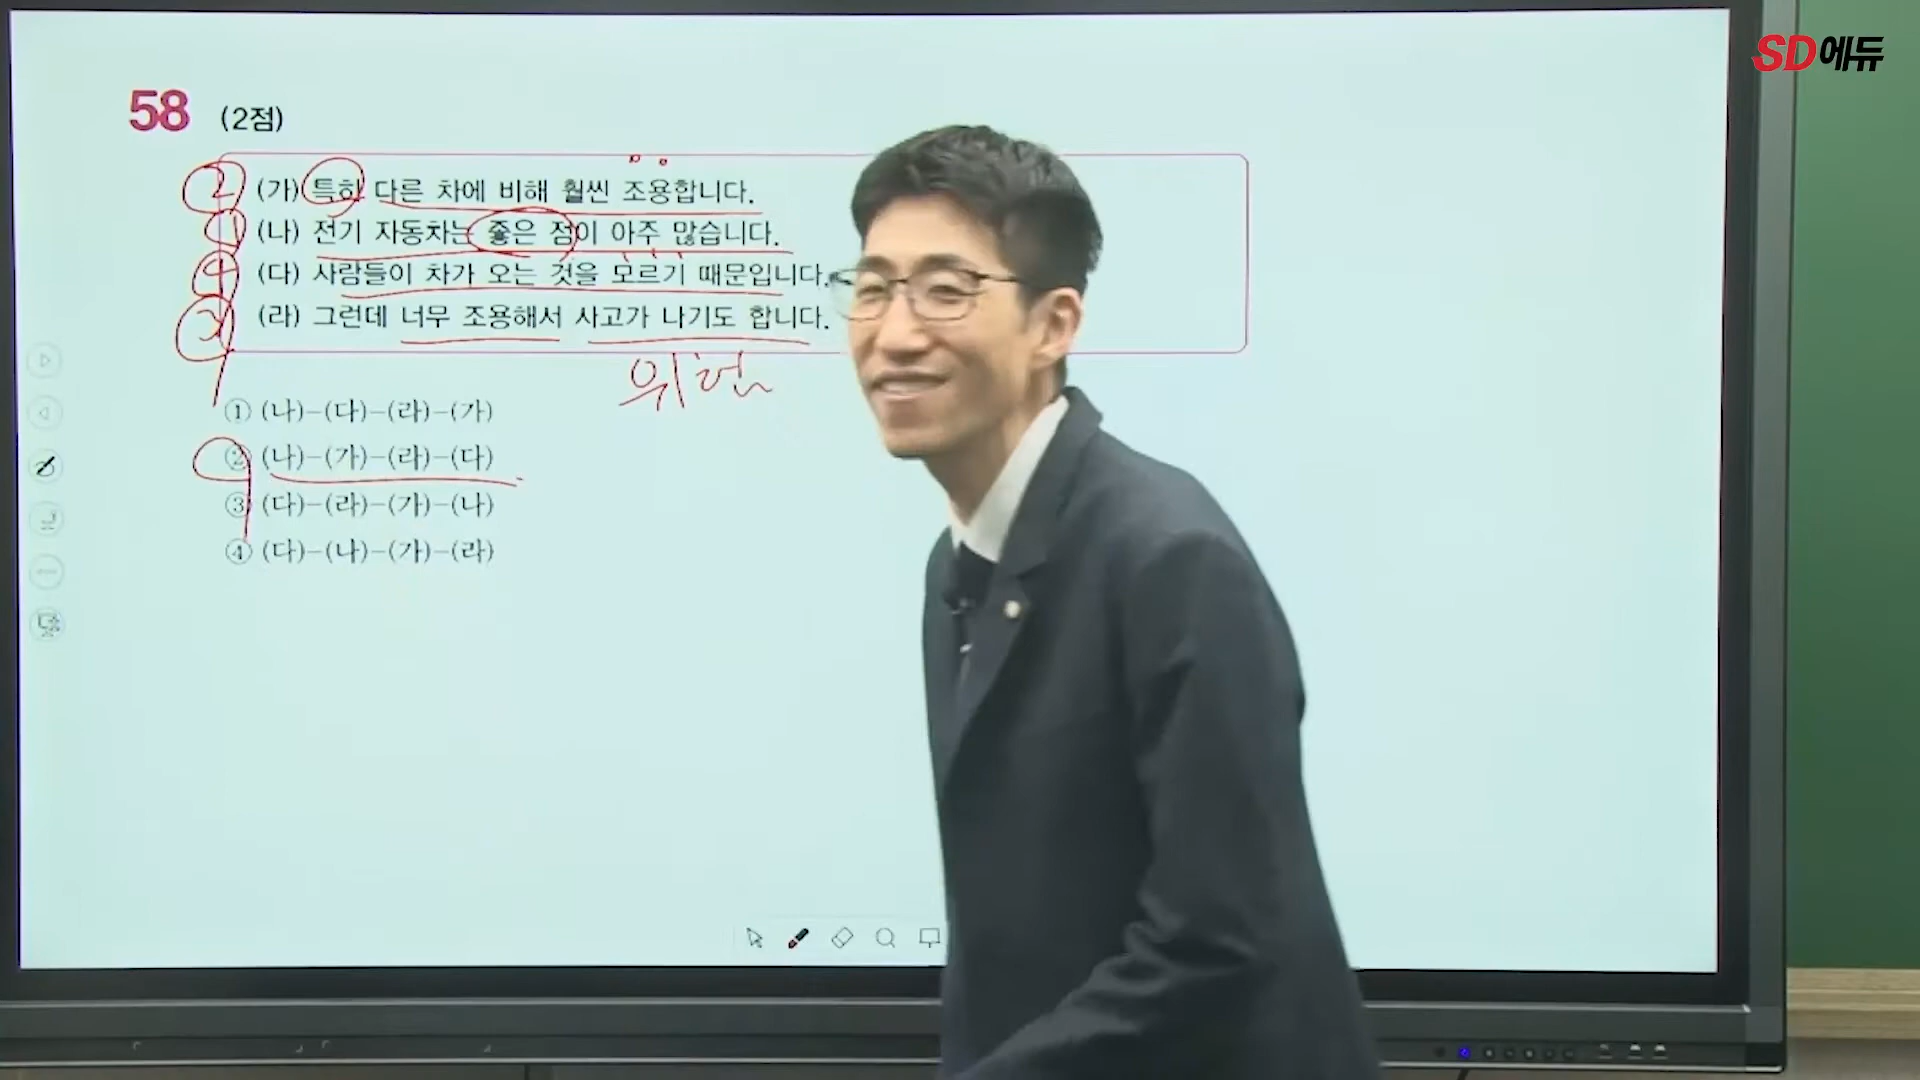 SD에듀
58 (2점)
2 (가) 특히 다른 차에 비해 훨씬 조용합니다.
1 (나) 전기 자동차는 좋은 점이 아주 많습니다.
4 (다) 사람들이 차가 오는 것을 모르기 때문입니다.
3 (라) 그런데 너무 조용해서 사고가 나기도 합니다.
위험
① (나)-(다)-(라)-(가)
② (나)-(가)-(라)-(다)
③ (다)-(라)-(가)-(나)
④ (다)-(나)-(가)-(라)